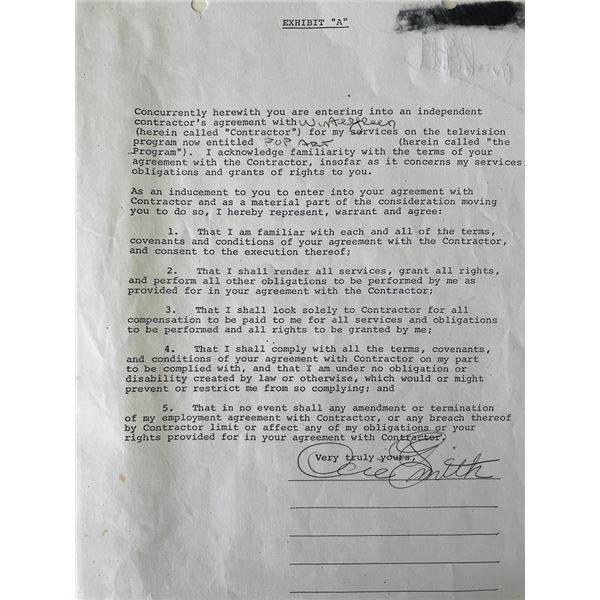 EXHIBIT "A"
Concurrently herewith you are entering into an independent
contractor's agreement with Wintergreen
(herein called "Contractor") for my services on the television
program now entitled POP ART (herein called "the
Program"). I acknowledge familiarity with the terms of your
agreement with the Contractor, insofar as it concerns my services,
obligations and grants of rights to you.
As an inducement to you to enter into your agreement with
Contractor and as a material part of the consideration moving
you to do so, I hereby represent, warrant and agree:
1. That I am familiar with each and all of the terms,
covenants and conditions of your agreement with the Contractor,
and consent to the execution thereof;
2. That I shall render all services, grant all rights,
and perform all other obligations to be performed by me as
provided for in your agreement with the Contractor;
3. That I shall look solely to Contractor for all
compensation to be paid to me for all services and obligations
to be performed and all rights to be granted by me;
4. That I shall comply with all the terms, covenants,
and conditions of your agreement with Contractor on my part
to be complied with, and that I am under no obligation or
disability created by law or otherwise, which would or might
prevent or restrict me from so complying; and
5. That in no event shall any amendment or termination
of my employment agreement with Contractor, or any breach thereof
by Contractor limit or affect any of my obligations or your
rights provided for in your agreement with Contractor.
Very truly yours,
Smith